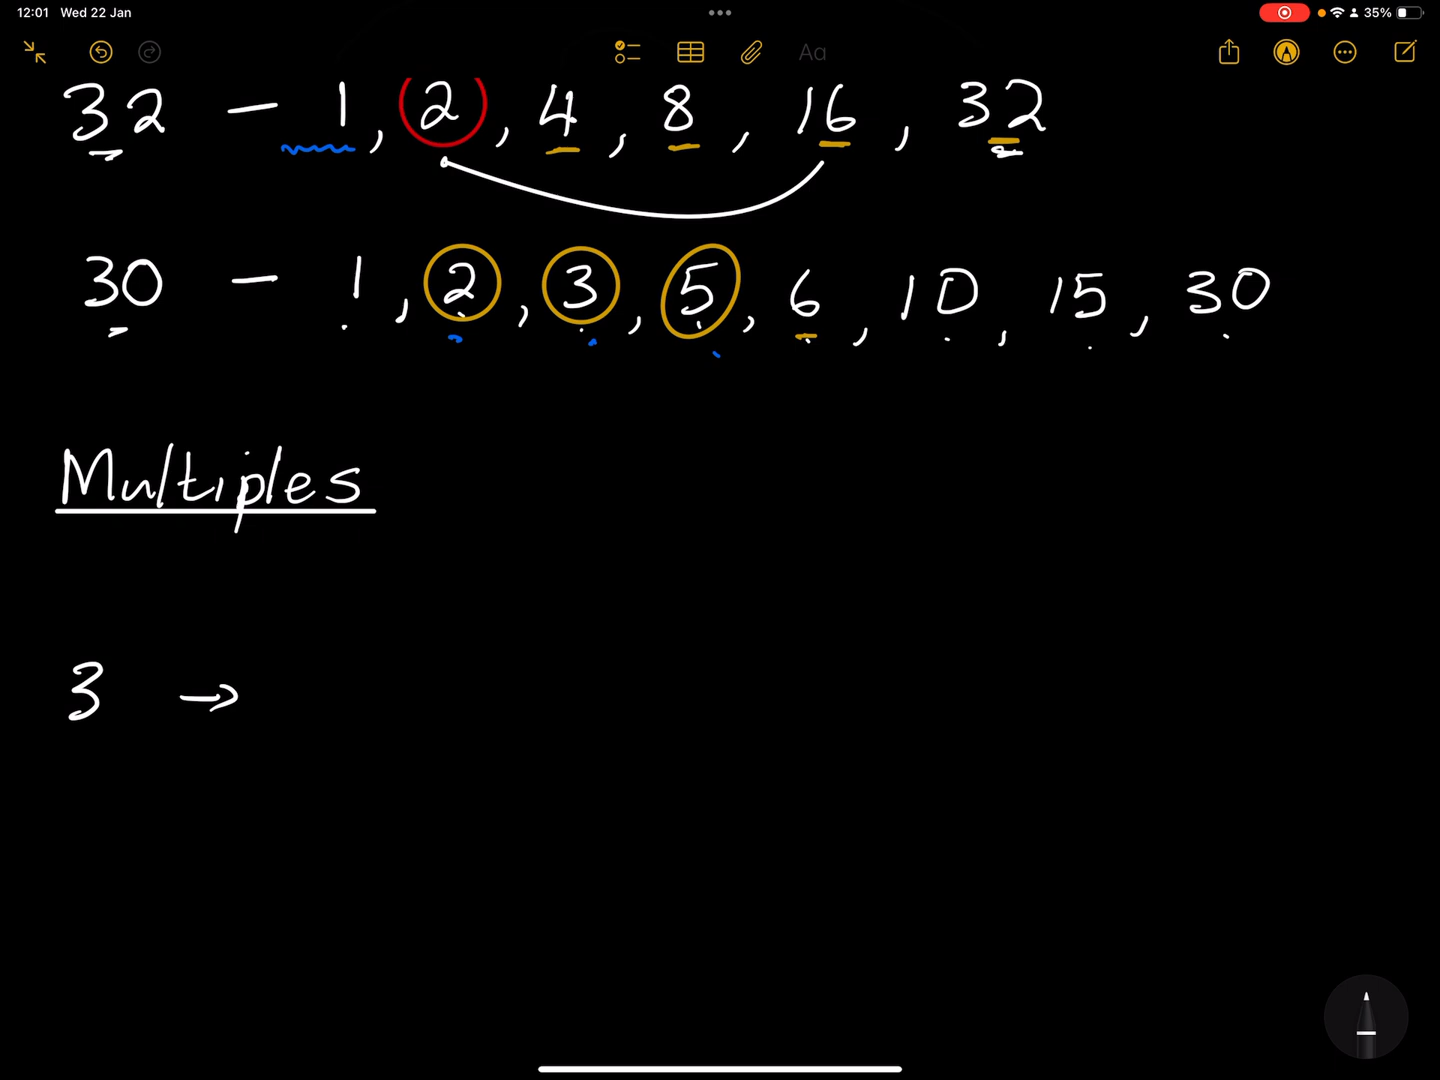 12:01 Wed 22 Jan 35%
Aa
32 – 1, 2, 4, 8, 16, 32
30 – 1, 2, 3, 5, 6, 10, 15, 30
Multiples
3 →